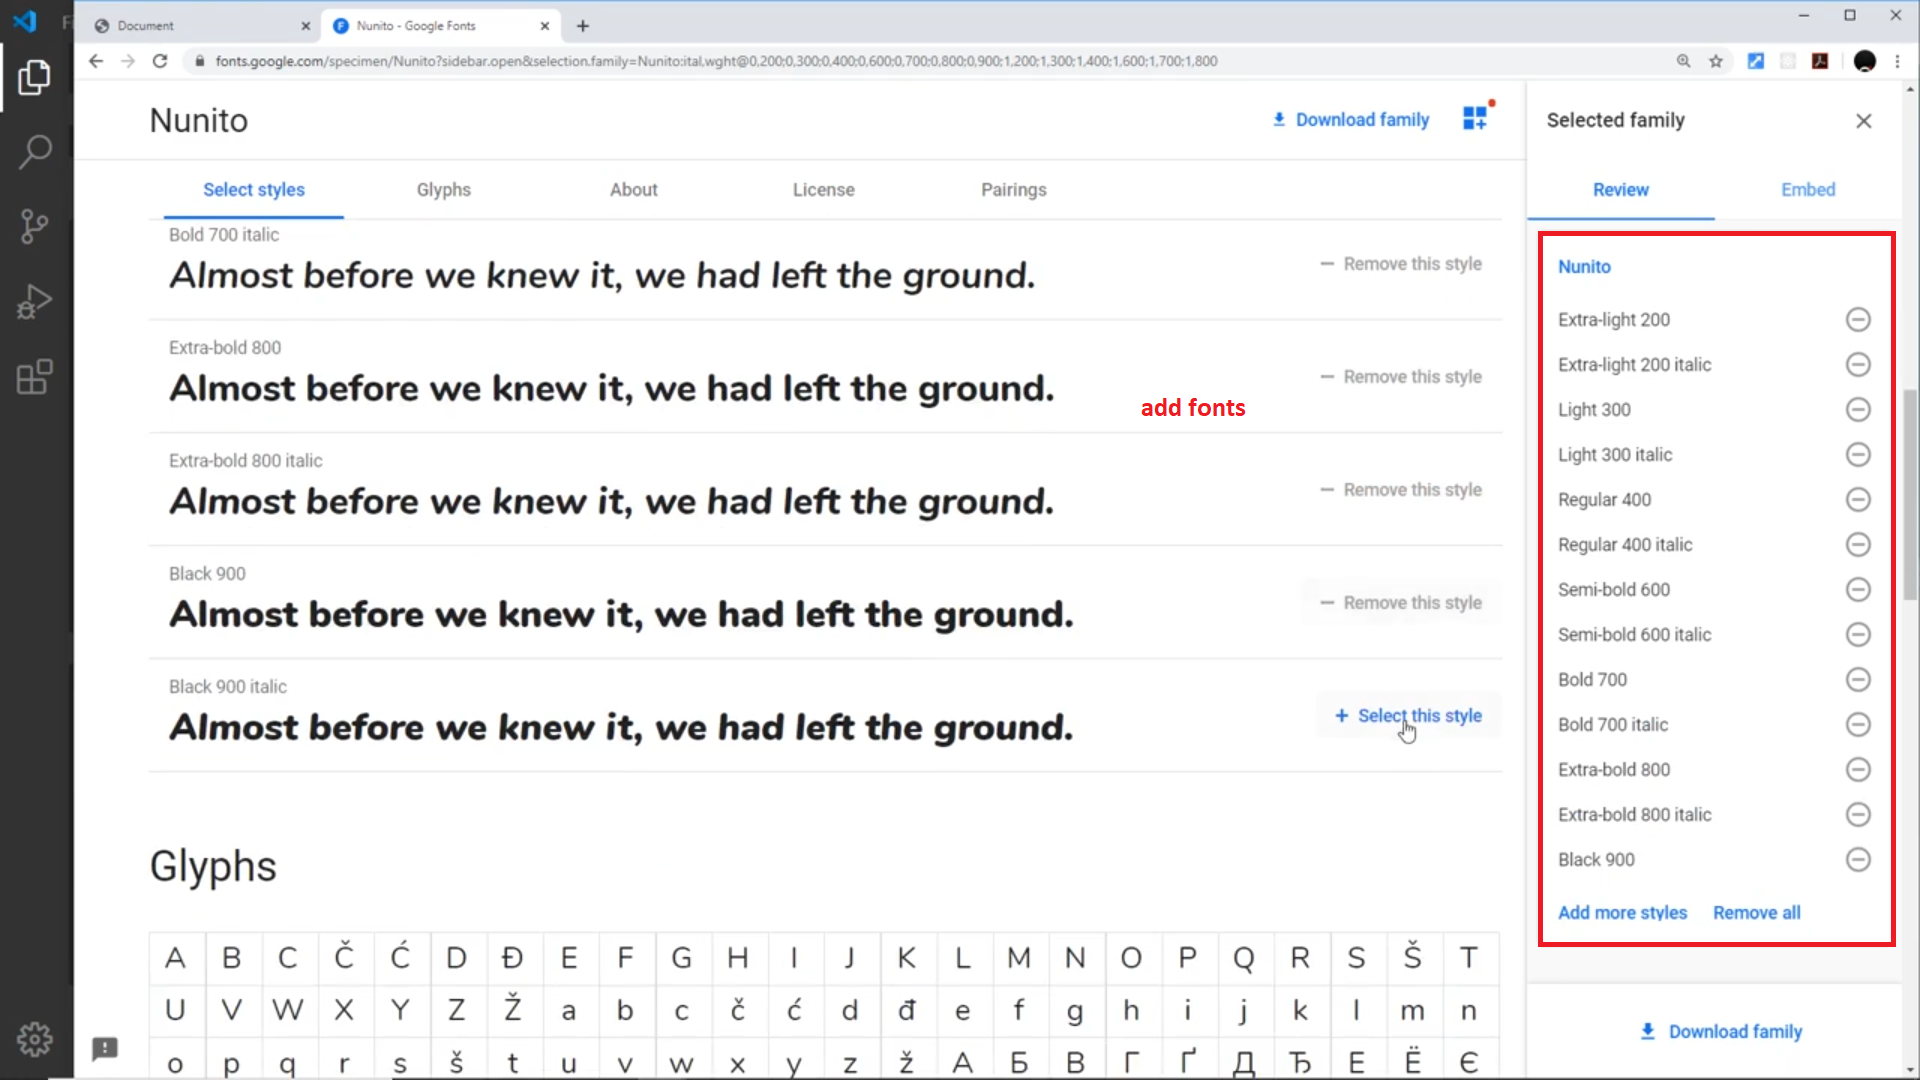 Document
Nunito - Google Fonts
fonts.google.com/specimen/Nunito?sidebar.open&selection.family=Nunito:ital,wght@0,200;0,300;0,400;0,600;0,700;0,800;0,900;1,200;1,300;1,400;1,600;1,700;1,800
Nunito
Download family
Select styles
Glyphs
About
License
Pairings
Bold 700 italic
Almost before we knew it, we had left the ground.
Remove this style
Extra-bold 800
Almost before we knew it, we had left the ground.
Remove this style
add fonts
Extra-bold 800 italic
Almost before we knew it, we had left the ground.
Remove this style
Black 900
Almost before we knew it, we had left the ground.
Remove this style
Black 900 italic
Almost before we knew it, we had left the ground.
+ Select this style
Glyphs
A B C Č Ć D Đ E F G H I J K L M N O P Q R S Š T
U V W X Y Z Ž a b c č ć d đ e f g h i j k l m n
o p q r s š t u v w x y z ž А Б В Г Ґ Д Ђ Е Ё Є
Selected family
Review
Embed
Nunito
Extra-light 200
Extra-light 200 italic
Light 300
Light 300 italic
Regular 400
Regular 400 italic
Semi-bold 600
Semi-bold 600 italic
Bold 700
Bold 700 italic
Extra-bold 800
Extra-bold 800 italic
Black 900
Add more styles
Remove all
Download family